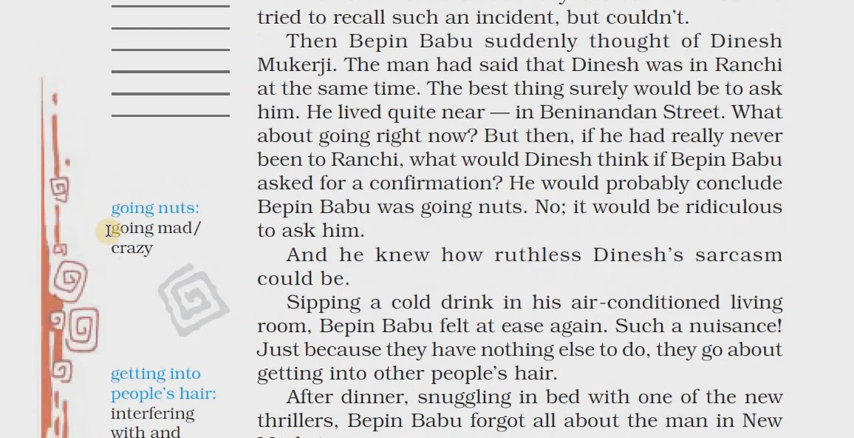 tried to recall such an incident, but couldn't.
Then Bepin Babu suddenly thought of Dinesh
Mukerji. The man had said that Dinesh was in Ranchi
at the same time. The best thing surely would be to ask
him. He lived quite near — in Beninandan Street. What
about going right now? But then, if he had really never
been to Ranchi, what would Dinesh think if Bepin Babu
asked for a confirmation? He would probably conclude
Bepin Babu was going nuts. No; it would be ridiculous
to ask him.
And he knew how ruthless Dinesh's sarcasm
could be.
Sipping a cold drink in his air-conditioned living
room, Bepin Babu felt at ease again. Such a nuisance!
Just because they have nothing else to do, they go about
getting into other people's hair.
After dinner, snuggling in bed with one of the new
thrillers, Bepin Babu forgot all about the man in New
going nuts:
going mad/
crazy
getting into
people's hair:
interfering
with and